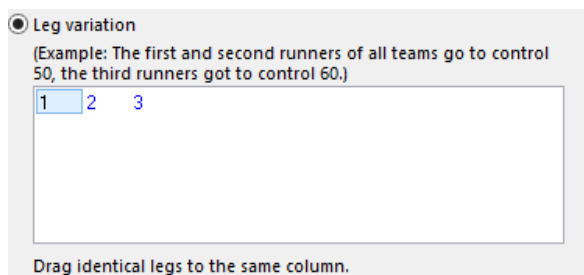 Leg variation
(Example: The first and second runners of all teams go to control
50, the third runners got to control 60.)
1 2 3
Drag identical legs to the same column.